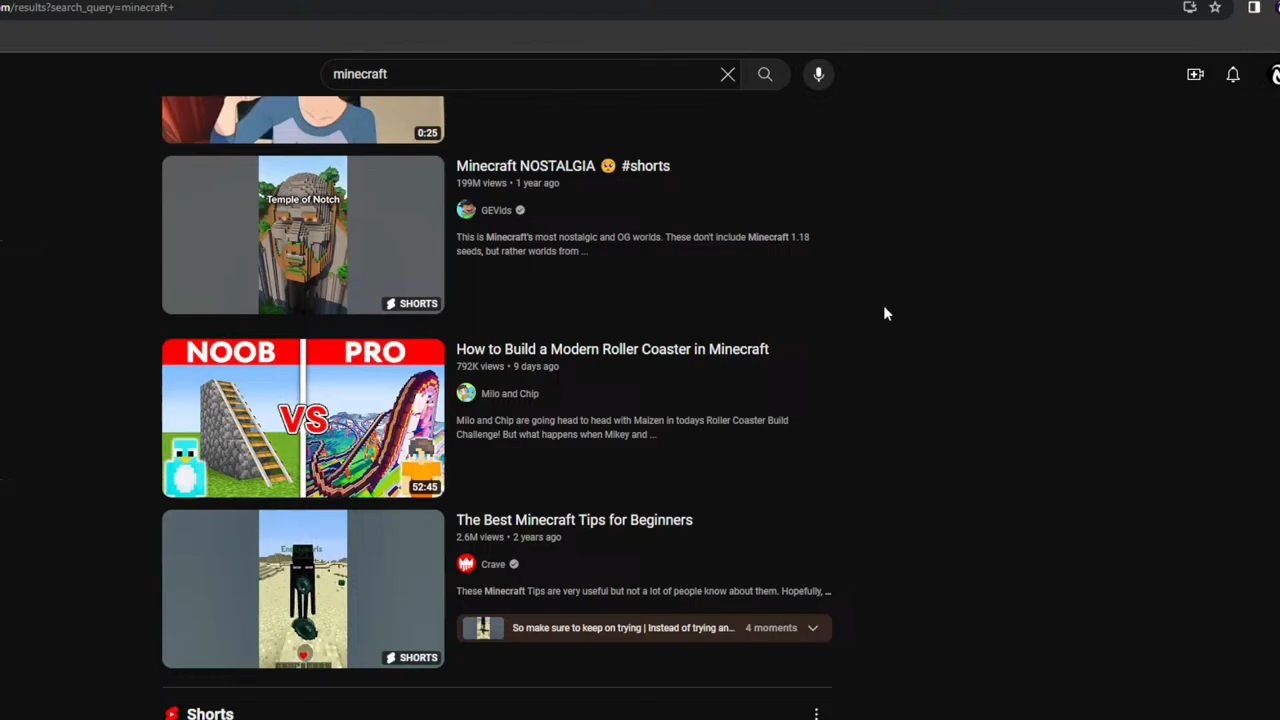 om/results?search_query=minecraft+
minecraft
0:25
Temple of Notch
SHORTS
Minecraft NOSTALGIA 🥺 #shorts
199M views • 1 year ago
GEVids
This is Minecraft's most nostalgic and OG worlds. These don't include Minecraft 1.18
seeds, but rather worlds from ...
NOOB
PRO
VS
52:45
How to Build a Modern Roller Coaster in Minecraft
792K views • 9 days ago
Milo and Chip
Milo and Chip are going head to head with Maizen in todays Roller Coaster Build
Challenge! But what happens when Mikey and ...
SHORTS
The Best Minecraft Tips for Beginners
2.6M views • 2 years ago
Crave
These Minecraft Tips are very useful but not a lot of people know about them. Hopefully, ...
So make sure to keep on trying | Instead of trying an...
4 moments
Shorts